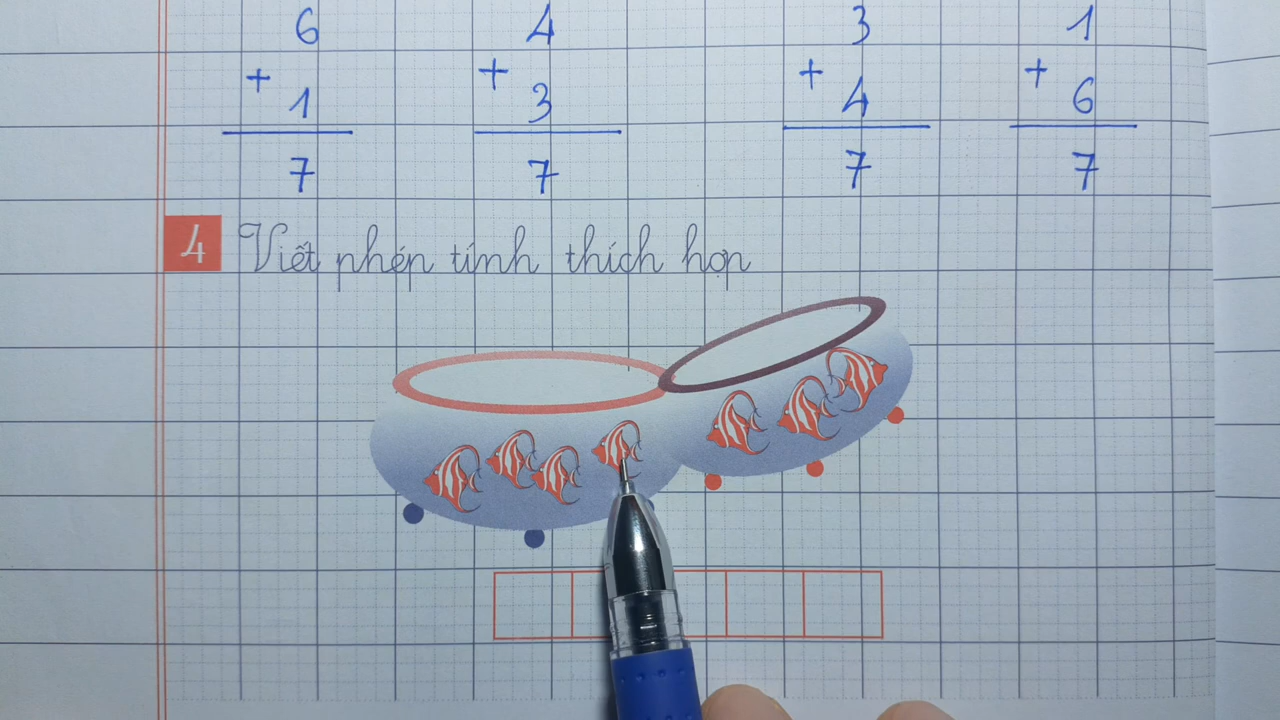 6 4 3 1
+ + + +
1 3 4 6
7 7 7 7
4 Viết phép tính thích hợp